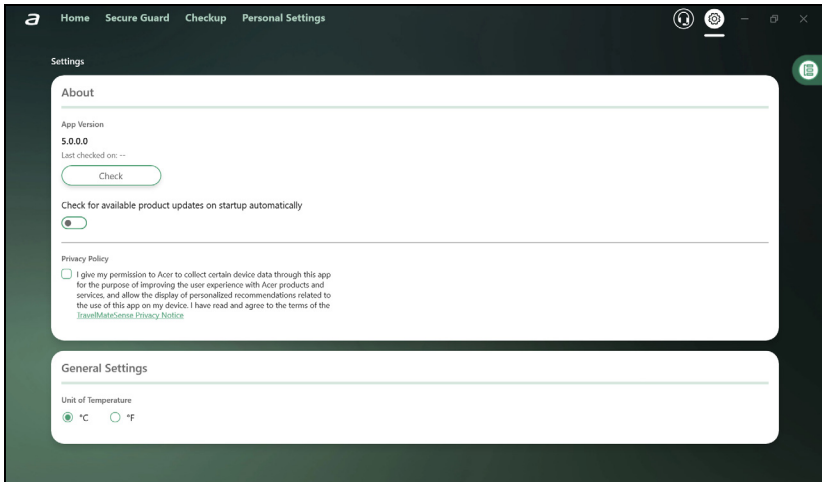 a Home Secure Guard Checkup Personal Settings
Settings
About
App Version
5.0.0.0
Last checked on: --
Check
Check for available product updates on startup automatically
Privacy Policy
I give my permission to Acer to collect certain device data through this app
for the purpose of improving the user experience with Acer products and
services, and allow the display of personalized recommendations related to
the use of this app on my device. I have read and agree to the terms of the
TravelMateSense Privacy Notice
General Settings
Unit of Temperature
°C °F